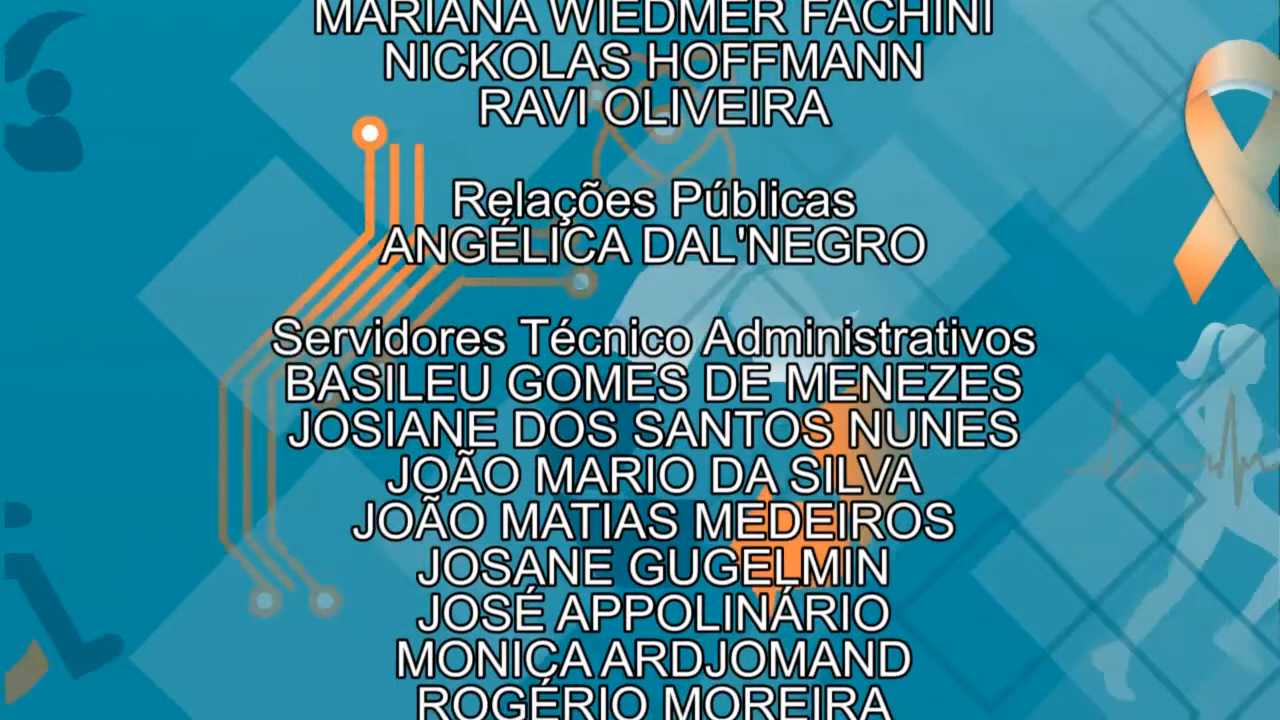 MARIANA WIEDMER FACHINI
NICKOLAS HOFFMANN
RAVI OLIVEIRA
Relações Públicas
ANGÉLICA DAL'NEGRO
Servidores Técnico Administrativos
BASILEU GOMES DE MENEZES
JOSIANE DOS SANTOS NUNES
JOÃO MARIO DA SILVA
JOÃO MATIAS MEDEIROS
JOSANE GUGELMIN
JOSÉ APPOLINÁRIO
MONICA ARDJOMAND
ROGÉRIO MOREIRA